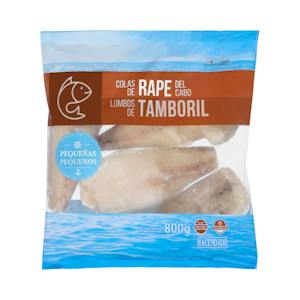 COLAS DE RAPE DEL CABO
LOMBOS DE TAMBORIL
PEQUEÑAS
PEQUENOS
800g
HACENDADO